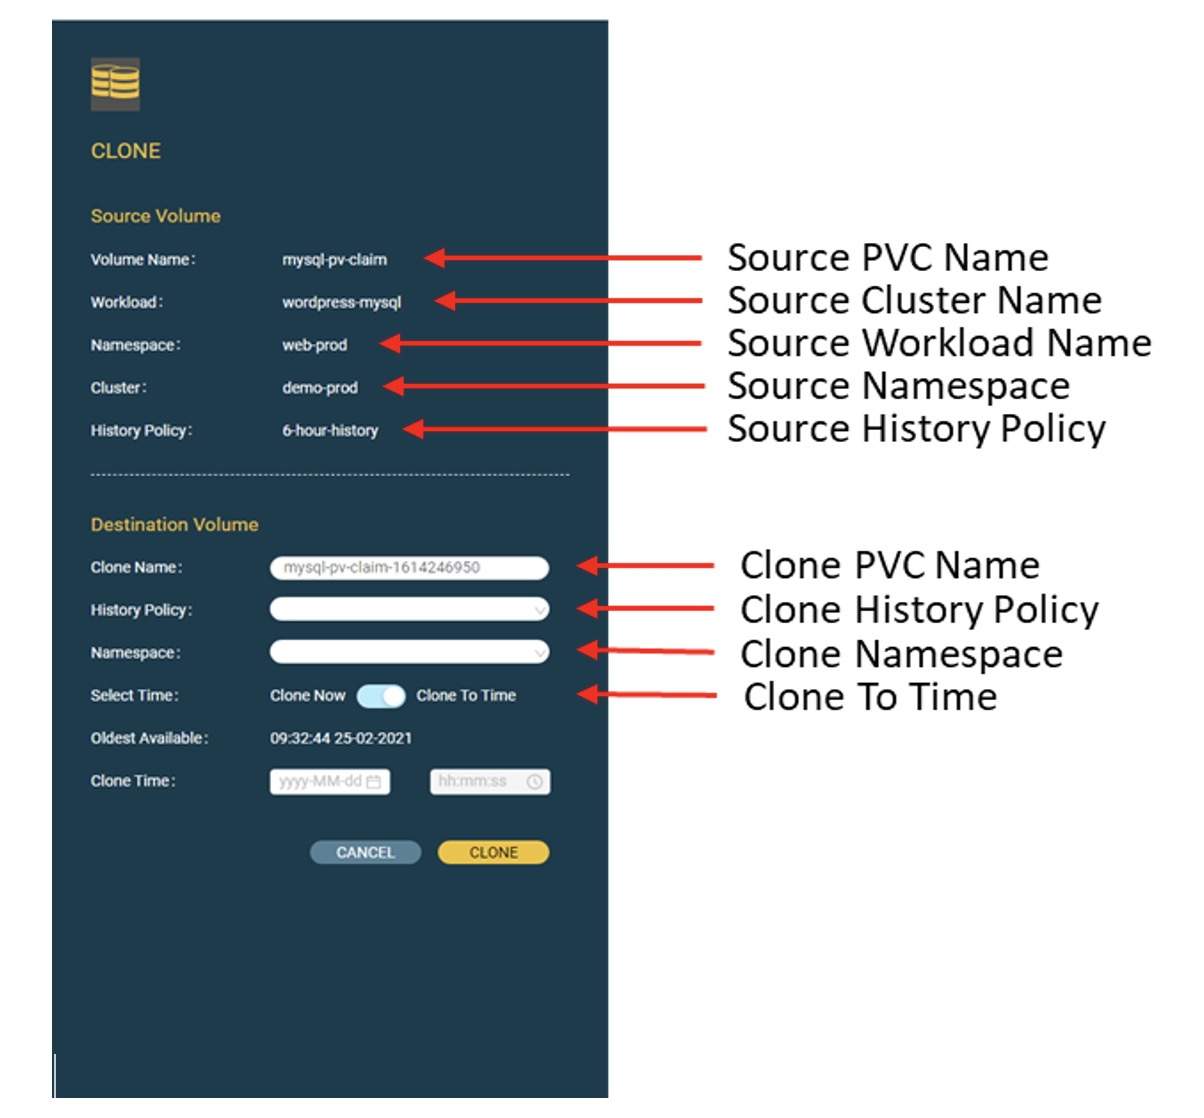 CLONE
Source Volume
Volume Name: mysql-pv-claim Source PVC Name
Workload: wordpress-mysql Source Cluster Name
Namespace: web-prod Source Workload Name
Cluster: demo-prod Source Namespace
History Policy: 6-hour-history Source History Policy
Destination Volume
Clone Name: mysql-pv-claim-1614246950 Clone PVC Name
History Policy: Clone History Policy
Namespace: Clone Namespace
Select Time: Clone Now Clone To Time Clone To Time
Oldest Available: 09:32:44 25-02-2021
Clone Time: yyyy-MM-dd hh:mm:ss
CANCEL CLONE